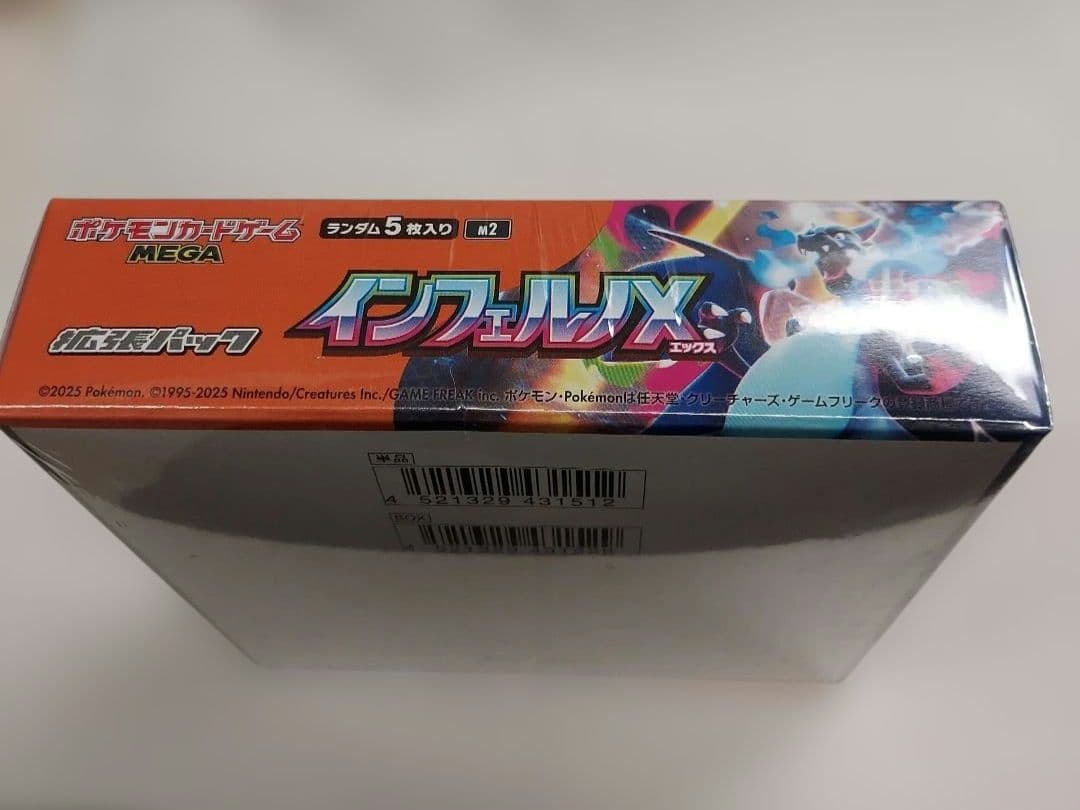 ポケモンカードゲーム
MEGA
ランダム5枚入り M2
インフェルノX
エックス
拡張パック
©2025 Pokémon. ©1995-2025 Nintendo/Creatures Inc./GAME FREAK inc. ポケモン・Pokémonは任天堂・クリーチャーズ・ゲームフリークの
単品
4 521329 431512
BOX